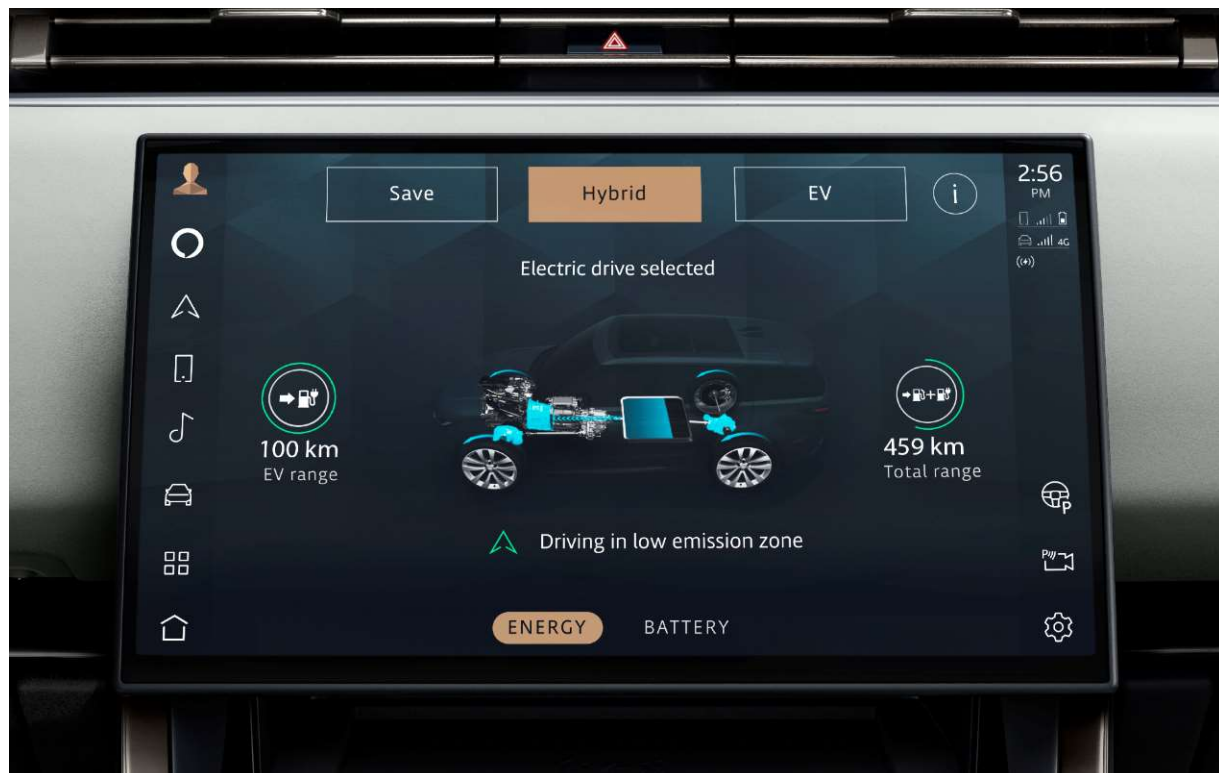 Save
Hybrid
EV
i
2:56
PM
4G
Electric drive selected
100 km
EV range
459 km
Total range
P
P
Driving in low emission zone
ENERGY
BATTERY